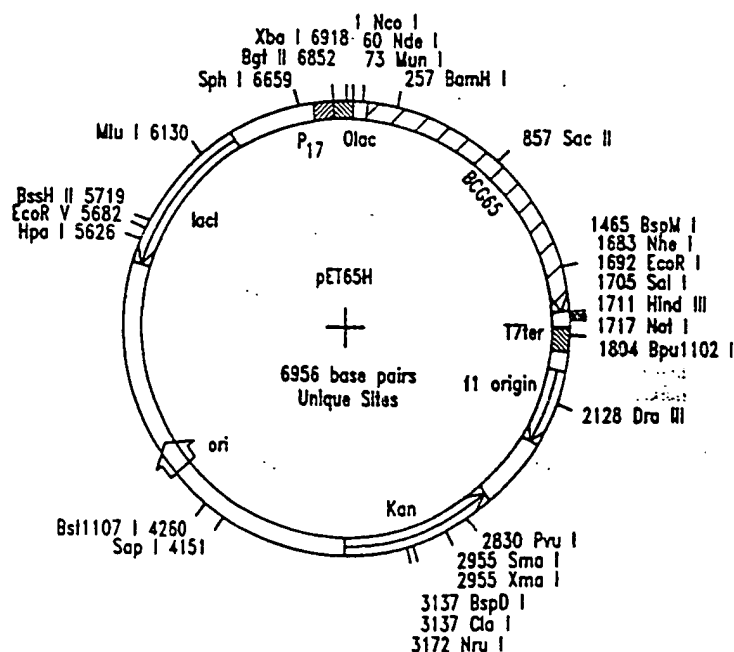 1 Nco I
Xba I 6918
60 Nde I
Bgt II 6852
73 Mun I
Sph I 6659
257 BamH I
Mlu I 6130
P17
Olac
857 Sac II
BCG65
BssH II 5719
EcoR V 5682
Hpa I 5626
lacI
1465 BspM I
1683 Nhe I
1692 EcoR I
1705 Sal I
1711 Hind III
1717 Not I
1804 Bpu1102 I
pET65H
T7ter
6956 base pairs
Unique Sites
f1 origin
2128 Dra III
ori
Kan
Bst1107 I 4260
Sap I 4151
2830 Pvu I
2955 Sma I
2955 Xma I
3137 BspD I
3137 Cla I
3172 Nru I